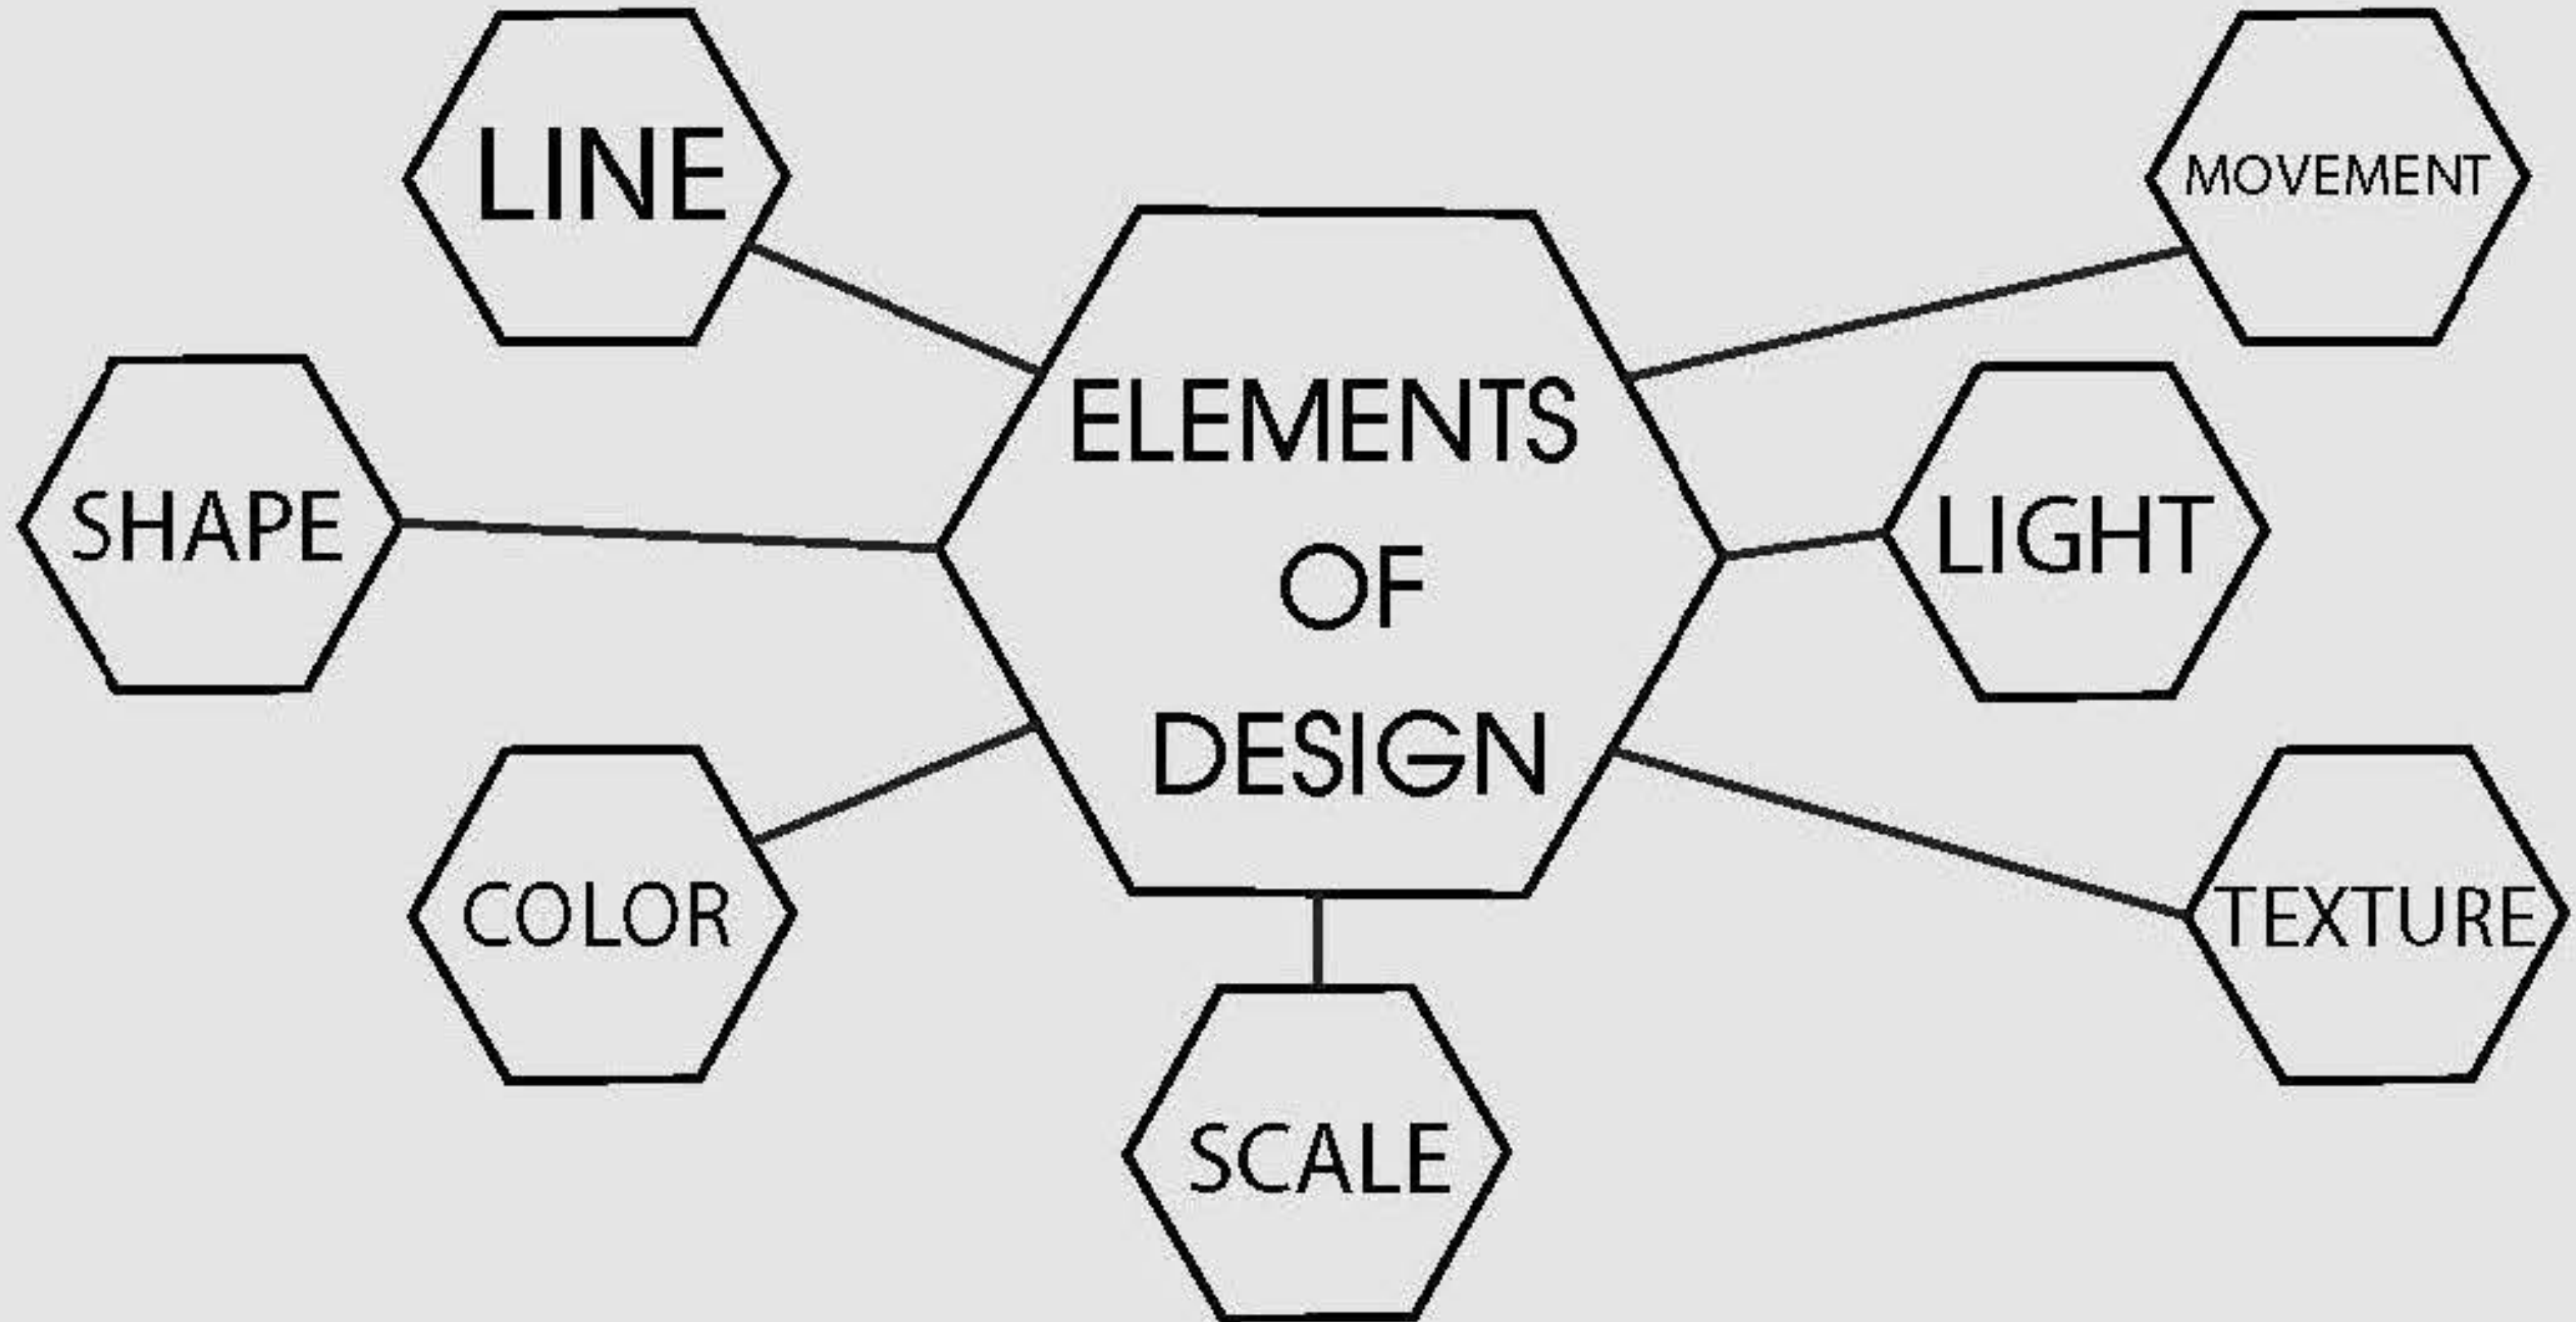 LINE
MOVEMENT
ELEMENTS
OF
DESIGN
SHAPE
LIGHT
COLOR
TEXTURE
SCALE